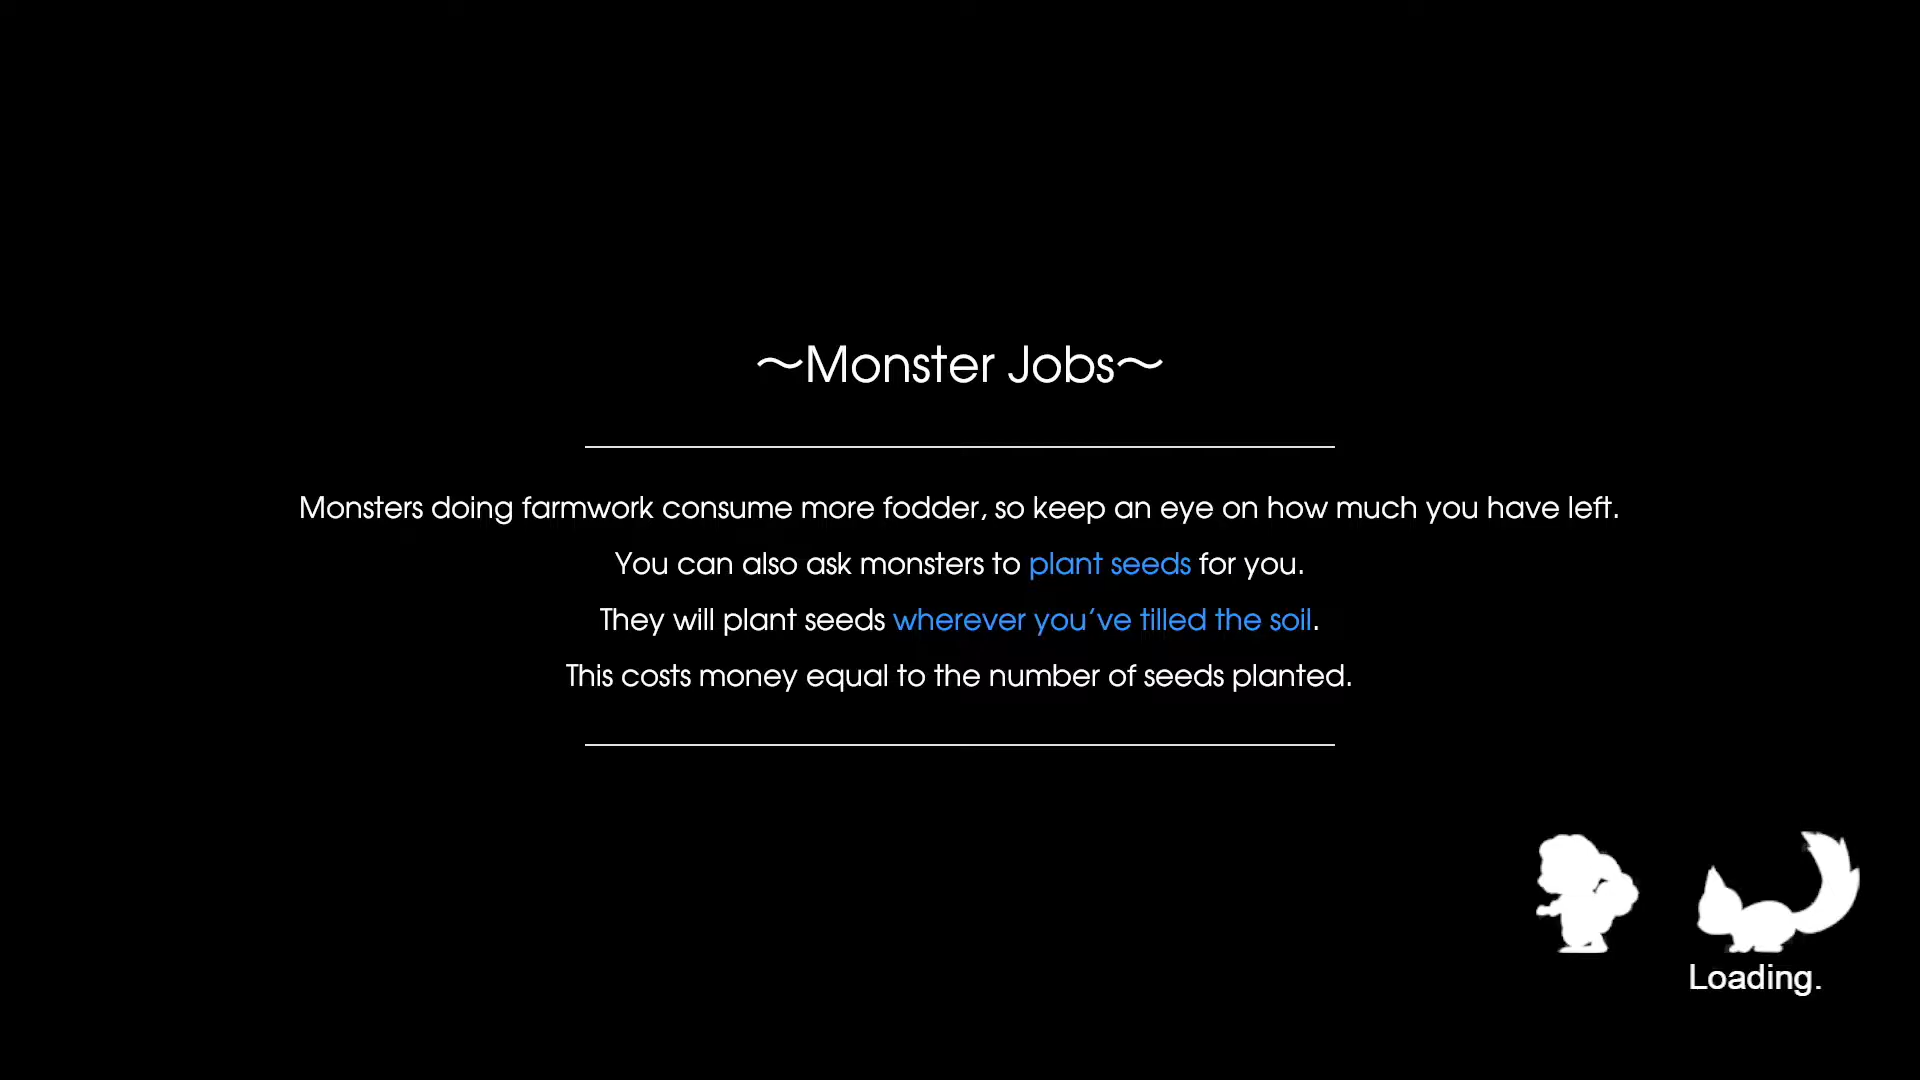 ～Monster Jobs～
Monsters doing farmwork consume more fodder, so keep an eye on how much you have left.
You can also ask monsters to plant seeds for you.
They will plant seeds wherever you've tilled the soil.
This costs money equal to the number of seeds planted.
Loading.